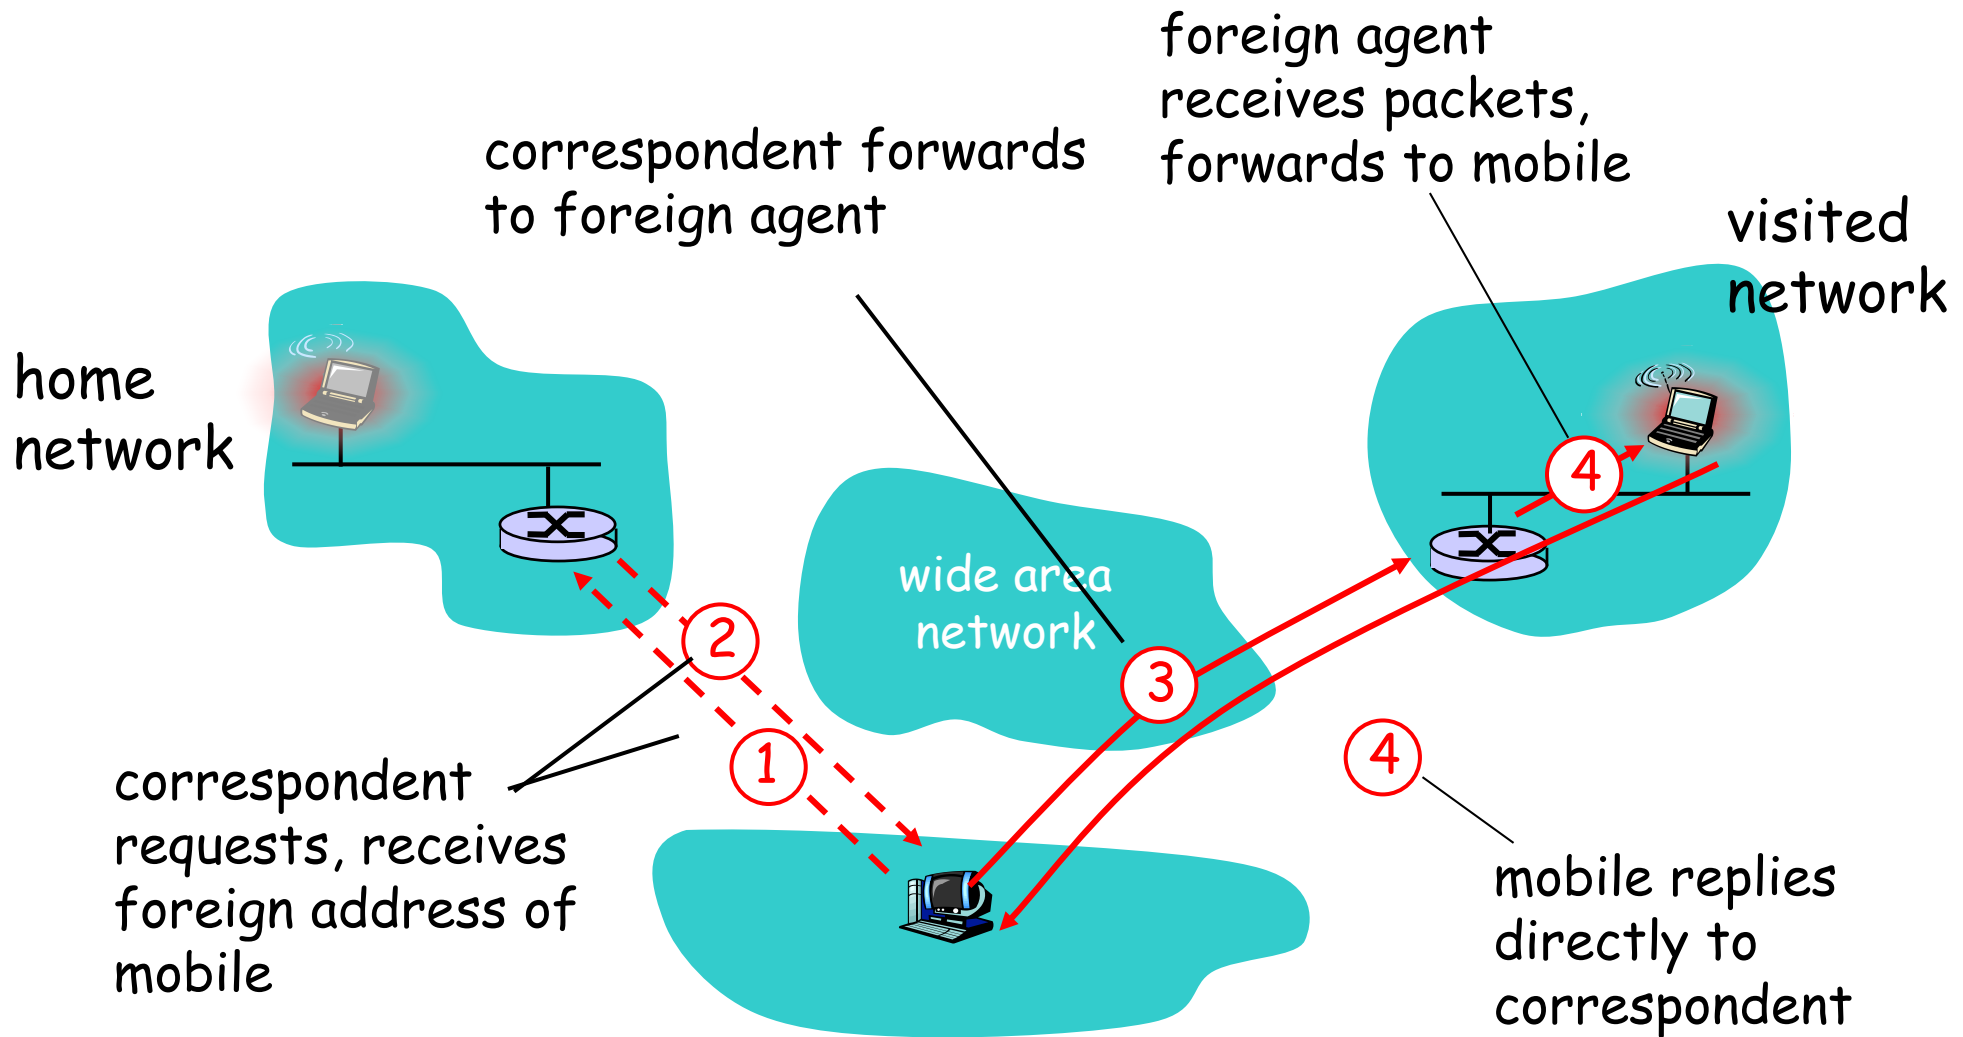 foreign agent
receives packets,
forwards to mobile
correspondent forwards
to foreign agent
visited
network
home
network
4
wide area
network
2
3
1
4
correspondent
requests, receives
foreign address of
mobile
mobile replies
directly to
correspondent